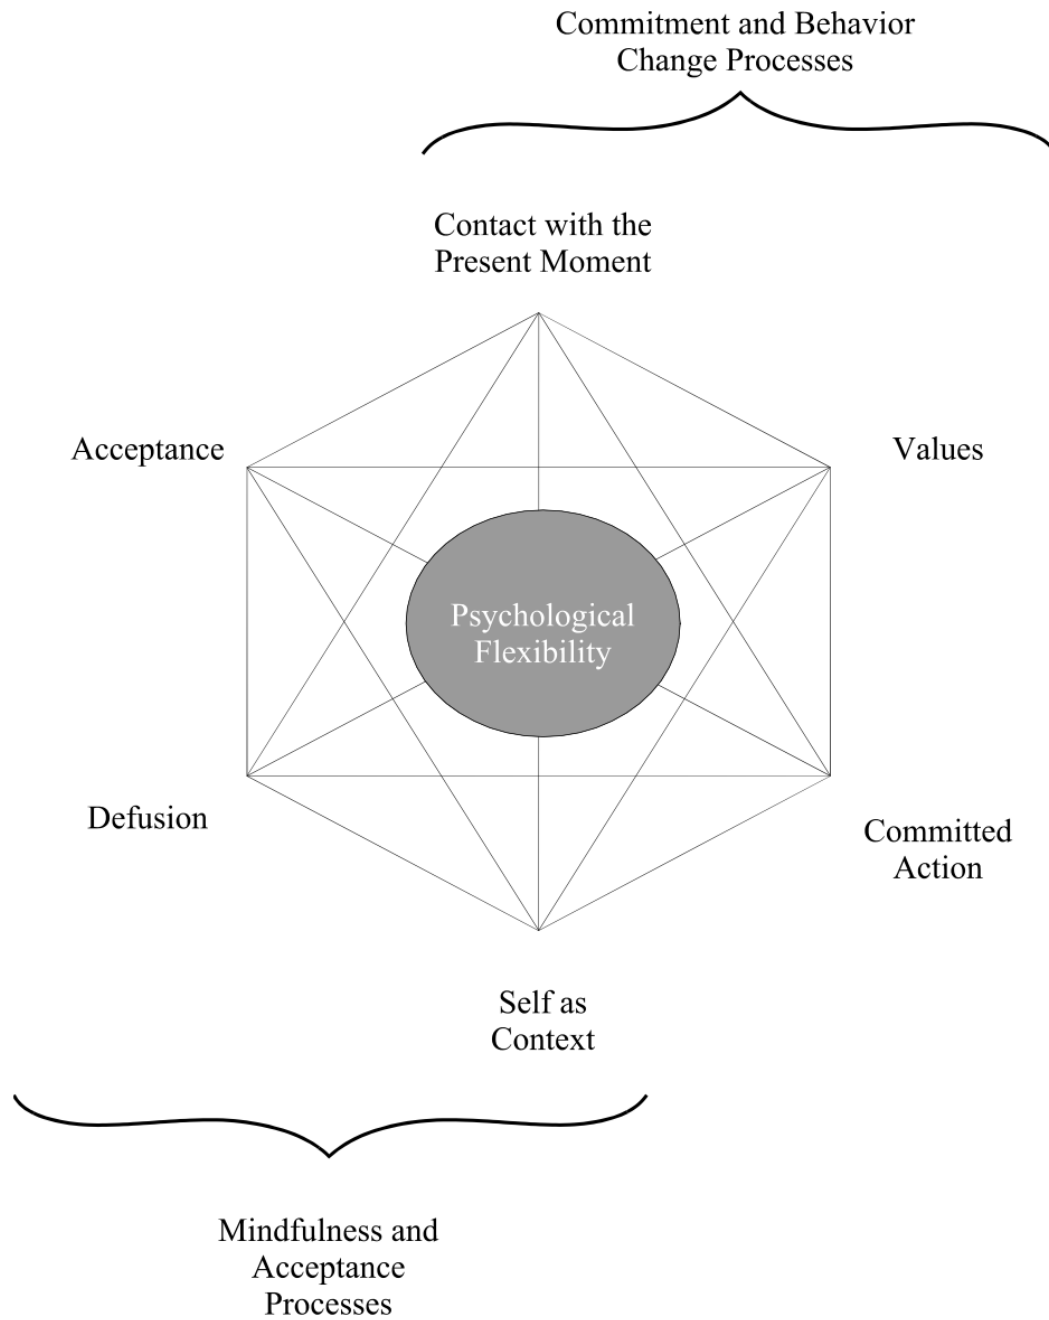 Commitment and Behavior
Change Processes
Contact with the
Present Moment
Acceptance
Values
Psychological
Flexibility
Defusion
Committed
Action
Self as
Context
Mindfulness and
Acceptance
Processes